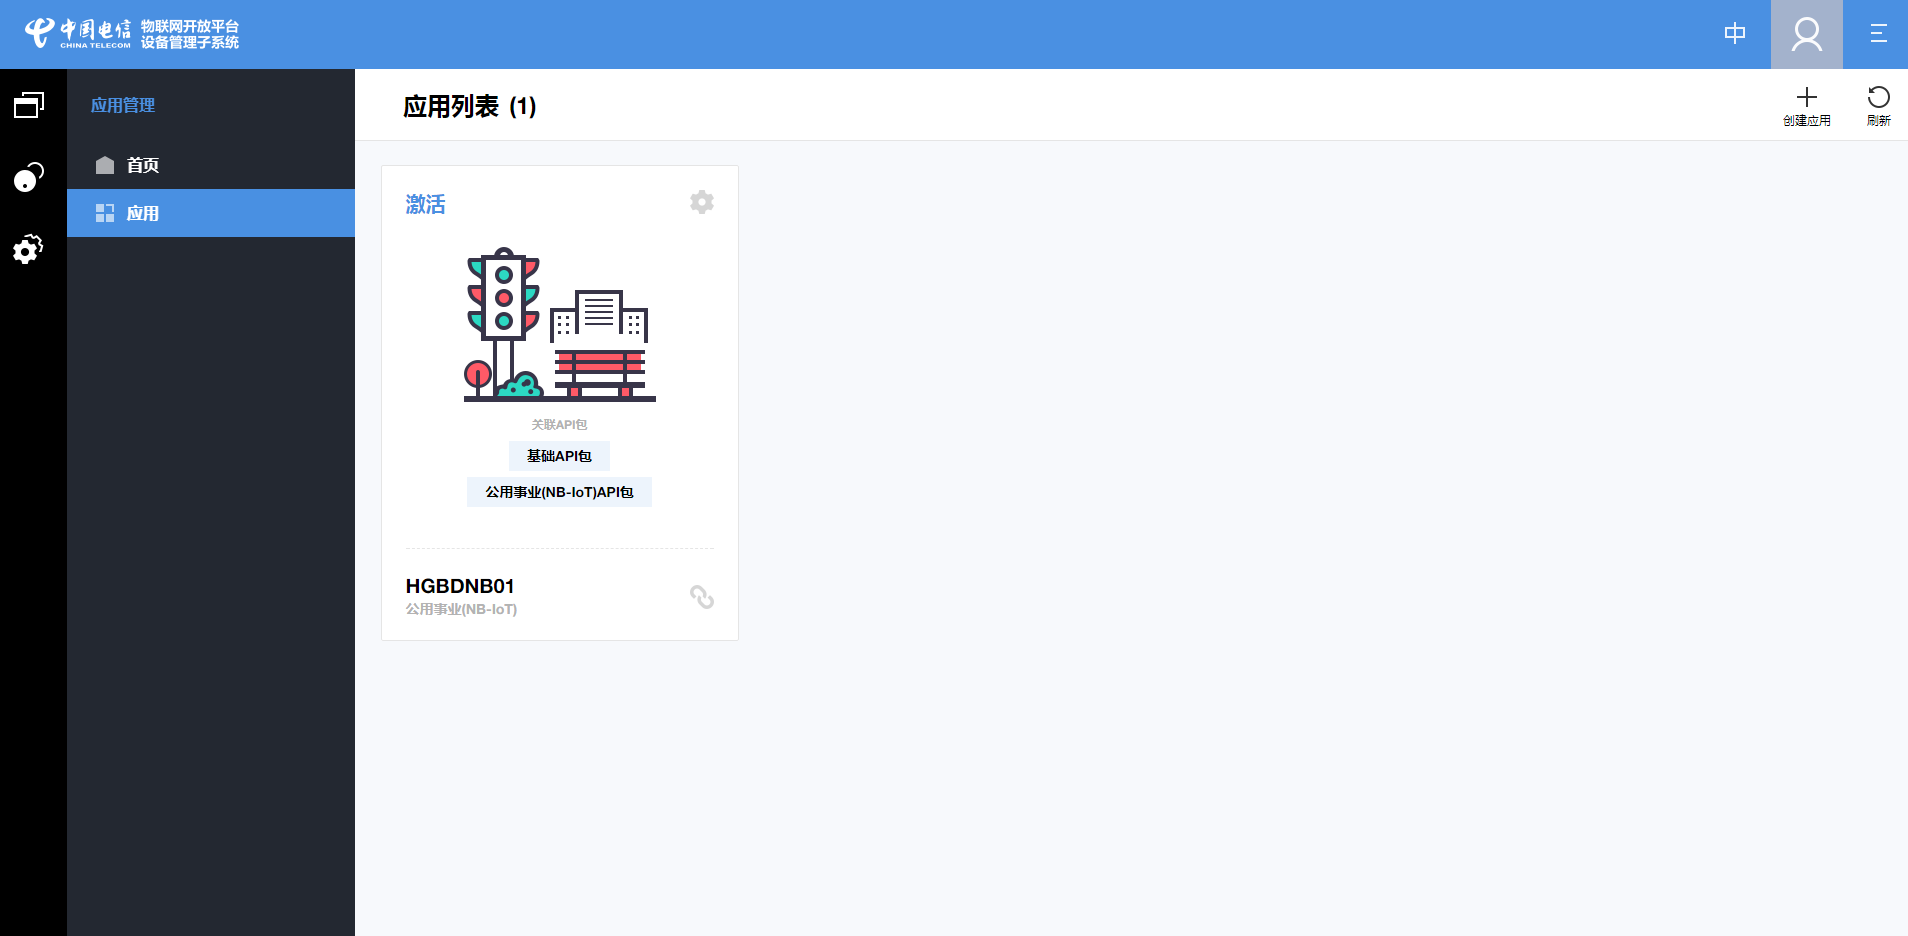 中国电信
CHINA TELECOM
物联网开放平台
设备管理子系统
中
应用管理
首页
应用
应用列表 (1)
创建应用
刷新
激活
关联API包
基础API包
公用事业(NB-IoT)API包
HGBDNB01
公用事业(NB-IoT)